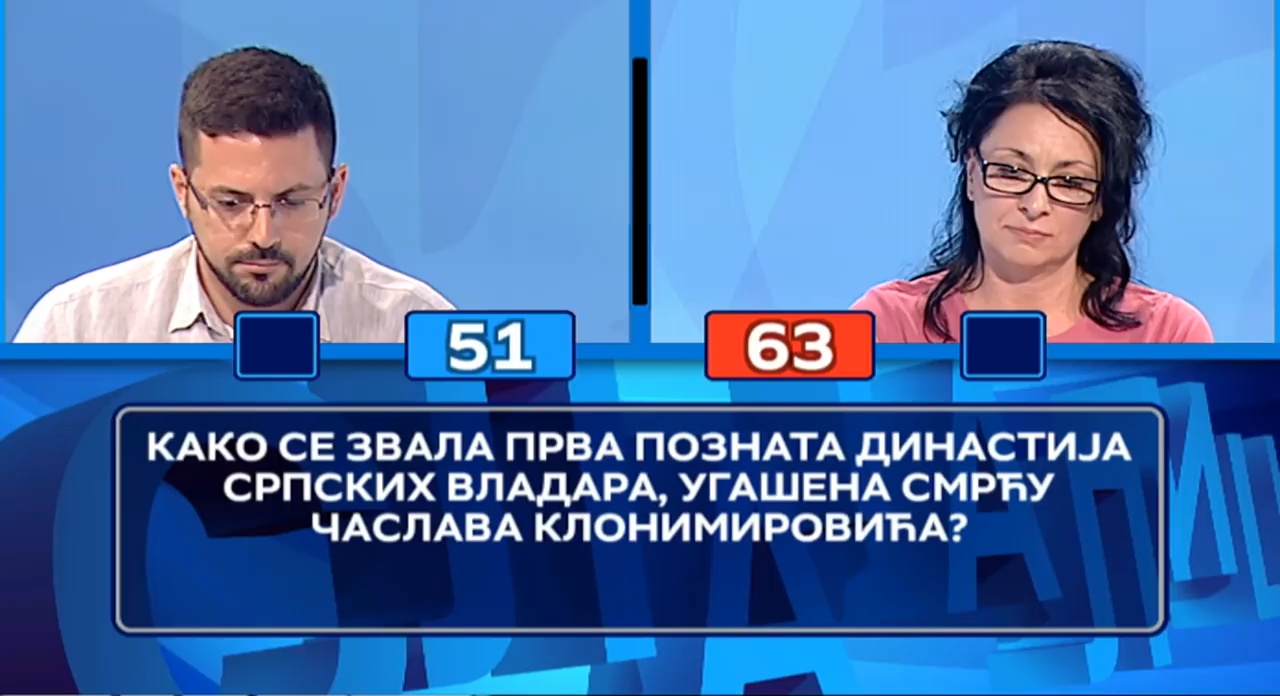 51
63
КАКО СЕ ЗВАЛА ПРВА ПОЗНАТА ДИНАСТИЈА
СРПСКИХ ВЛАДАРА, УГАШЕНА СМРЋУ
ЧАСЛАВА КЛОНИМИРОВИЋА?